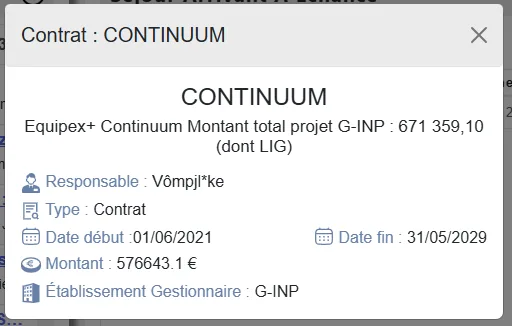 Contrat : CONTINUUM
CONTINUUM
Equipex+ Continuum Montant total projet G-INP : 671 359,10
(dont LIG)
Responsable : Vômpjl*ke
Type : Contrat
Date début :01/06/2021 Date fin : 31/05/2029
Montant : 576643.1 €
Établissement Gestionnaire : G-INP